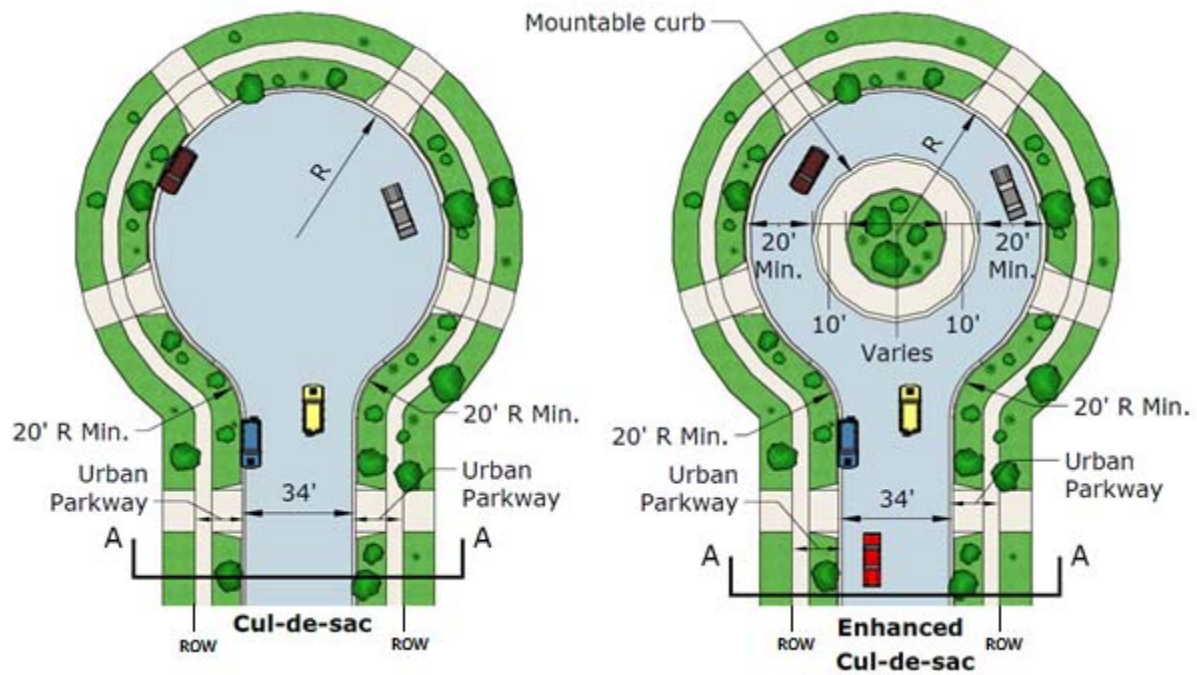 Mountable curb
R
20' R Min.
20' R Min.
Urban
Parkway
Urban
Parkway
34'
A
A
Cul-de-sac
ROW
ROW
R
20'
Min.
20'
Min.
10'
10'
Varies
20' R Min.
20' R Min.
Urban
Parkway
Urban
Parkway
34'
A
A
ROW
ROW
Enhanced
Cul-de-sac